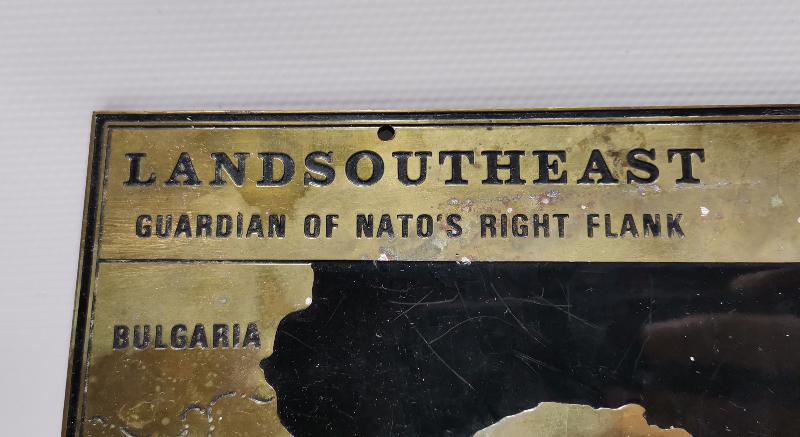 LANDSOUTHEAST
GUARDIAN OF NATO'S RIGHT FLANK
BULGARIA